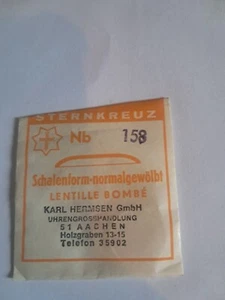 STERNKREUZ
Nb 158
Schalenform-normalgewölbt
LENTILLE BOMBÉ
KARL HERMSEN GmbH
UHRENGROSSHANDLUNG
51 AACHEN
Holzgraben 13-15
Telefon 35902